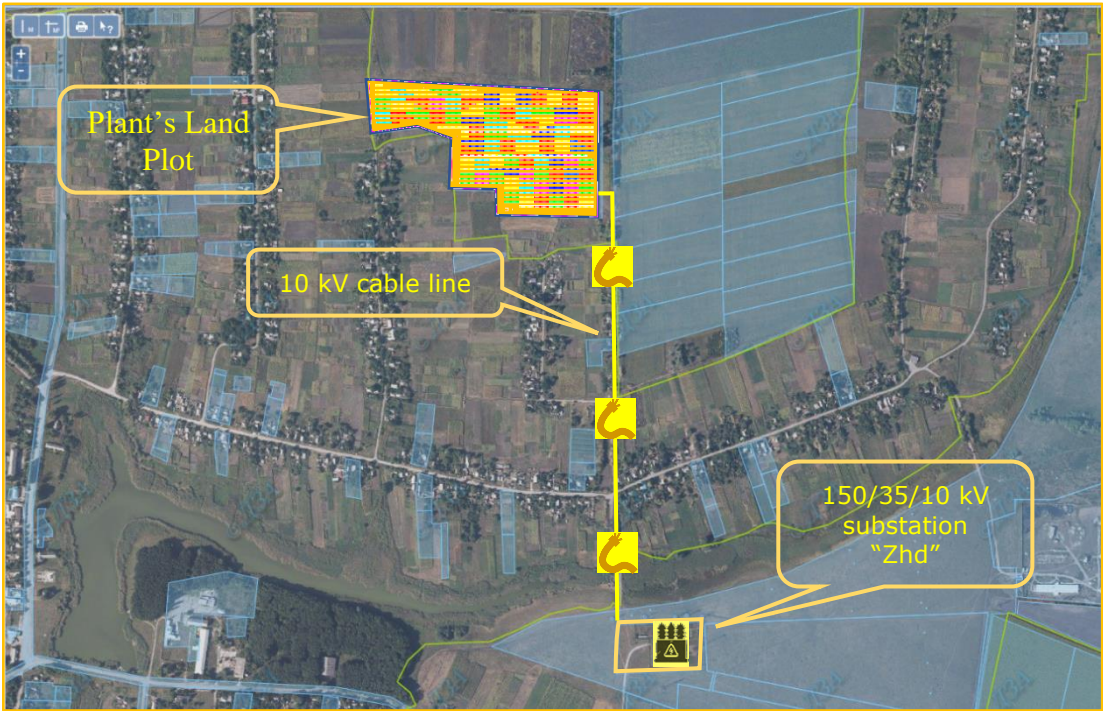 Plant's Land
Plot
10 kV cable line
150/35/10 kV
substation
"Zhd"